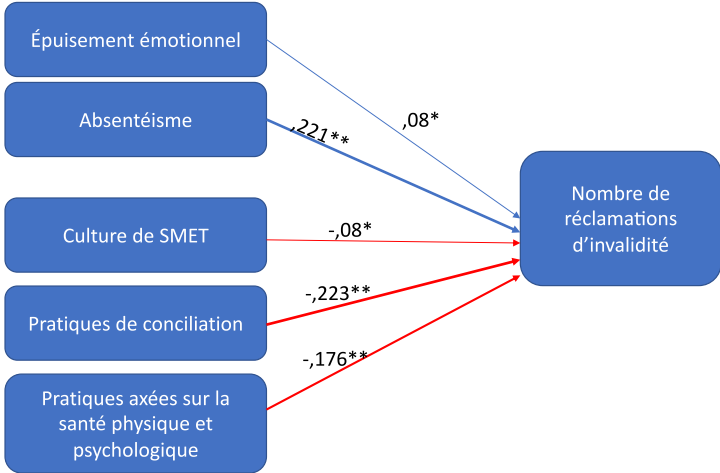 Épuisement émotionnel
Absentéisme
,08*
,221**
Culture de SMET
-,08*
Nombre de
réclamations
d’invalidité
Pratiques de conciliation
-,223**
-,176**
Pratiques axées sur la
santé physique et
psychologique